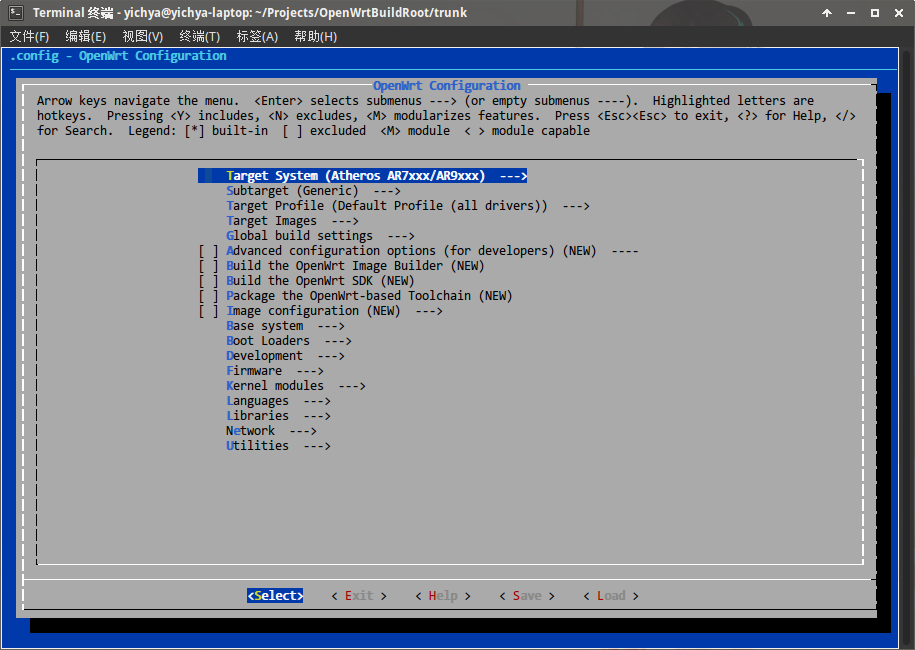 Terminal 终端 - yichya@yichya-laptop: ~/Projects/OpenWrtBuildRoot/trunk
文件(F) 编辑(E) 视图(V) 终端(T) 标签(A) 帮助(H)
.config - OpenWrt Configuration
OpenWrt Configuration
Arrow keys navigate the menu.  <Enter> selects submenus ---> (or empty submenus ----).  Highlighted letters are
hotkeys.  Pressing <Y> includes, <N> excludes, <M> modularizes features.  Press <Esc><Esc> to exit, <?> for Help, </>
for Search.  Legend: [*] built-in  [ ] excluded  <M> module  < > module capable
Target System (Atheros AR7xxx/AR9xxx)  --->
Subtarget (Generic)  --->
Target Profile (Default Profile (all drivers))  --->
Target Images  --->
Global build settings  --->
[ ] Advanced configuration options (for developers) (NEW)  ----
[ ] Build the OpenWrt Image Builder (NEW)
[ ] Build the OpenWrt SDK (NEW)
[ ] Package the OpenWrt-based Toolchain (NEW)
[ ] Image configuration (NEW)  --->
Base system  --->
Boot Loaders  --->
Development  --->
Firmware  --->
Kernel modules  --->
Languages  --->
Libraries  --->
Network  --->
Utilities  --->
<Select>    < Exit >    < Help >    < Save >    < Load >